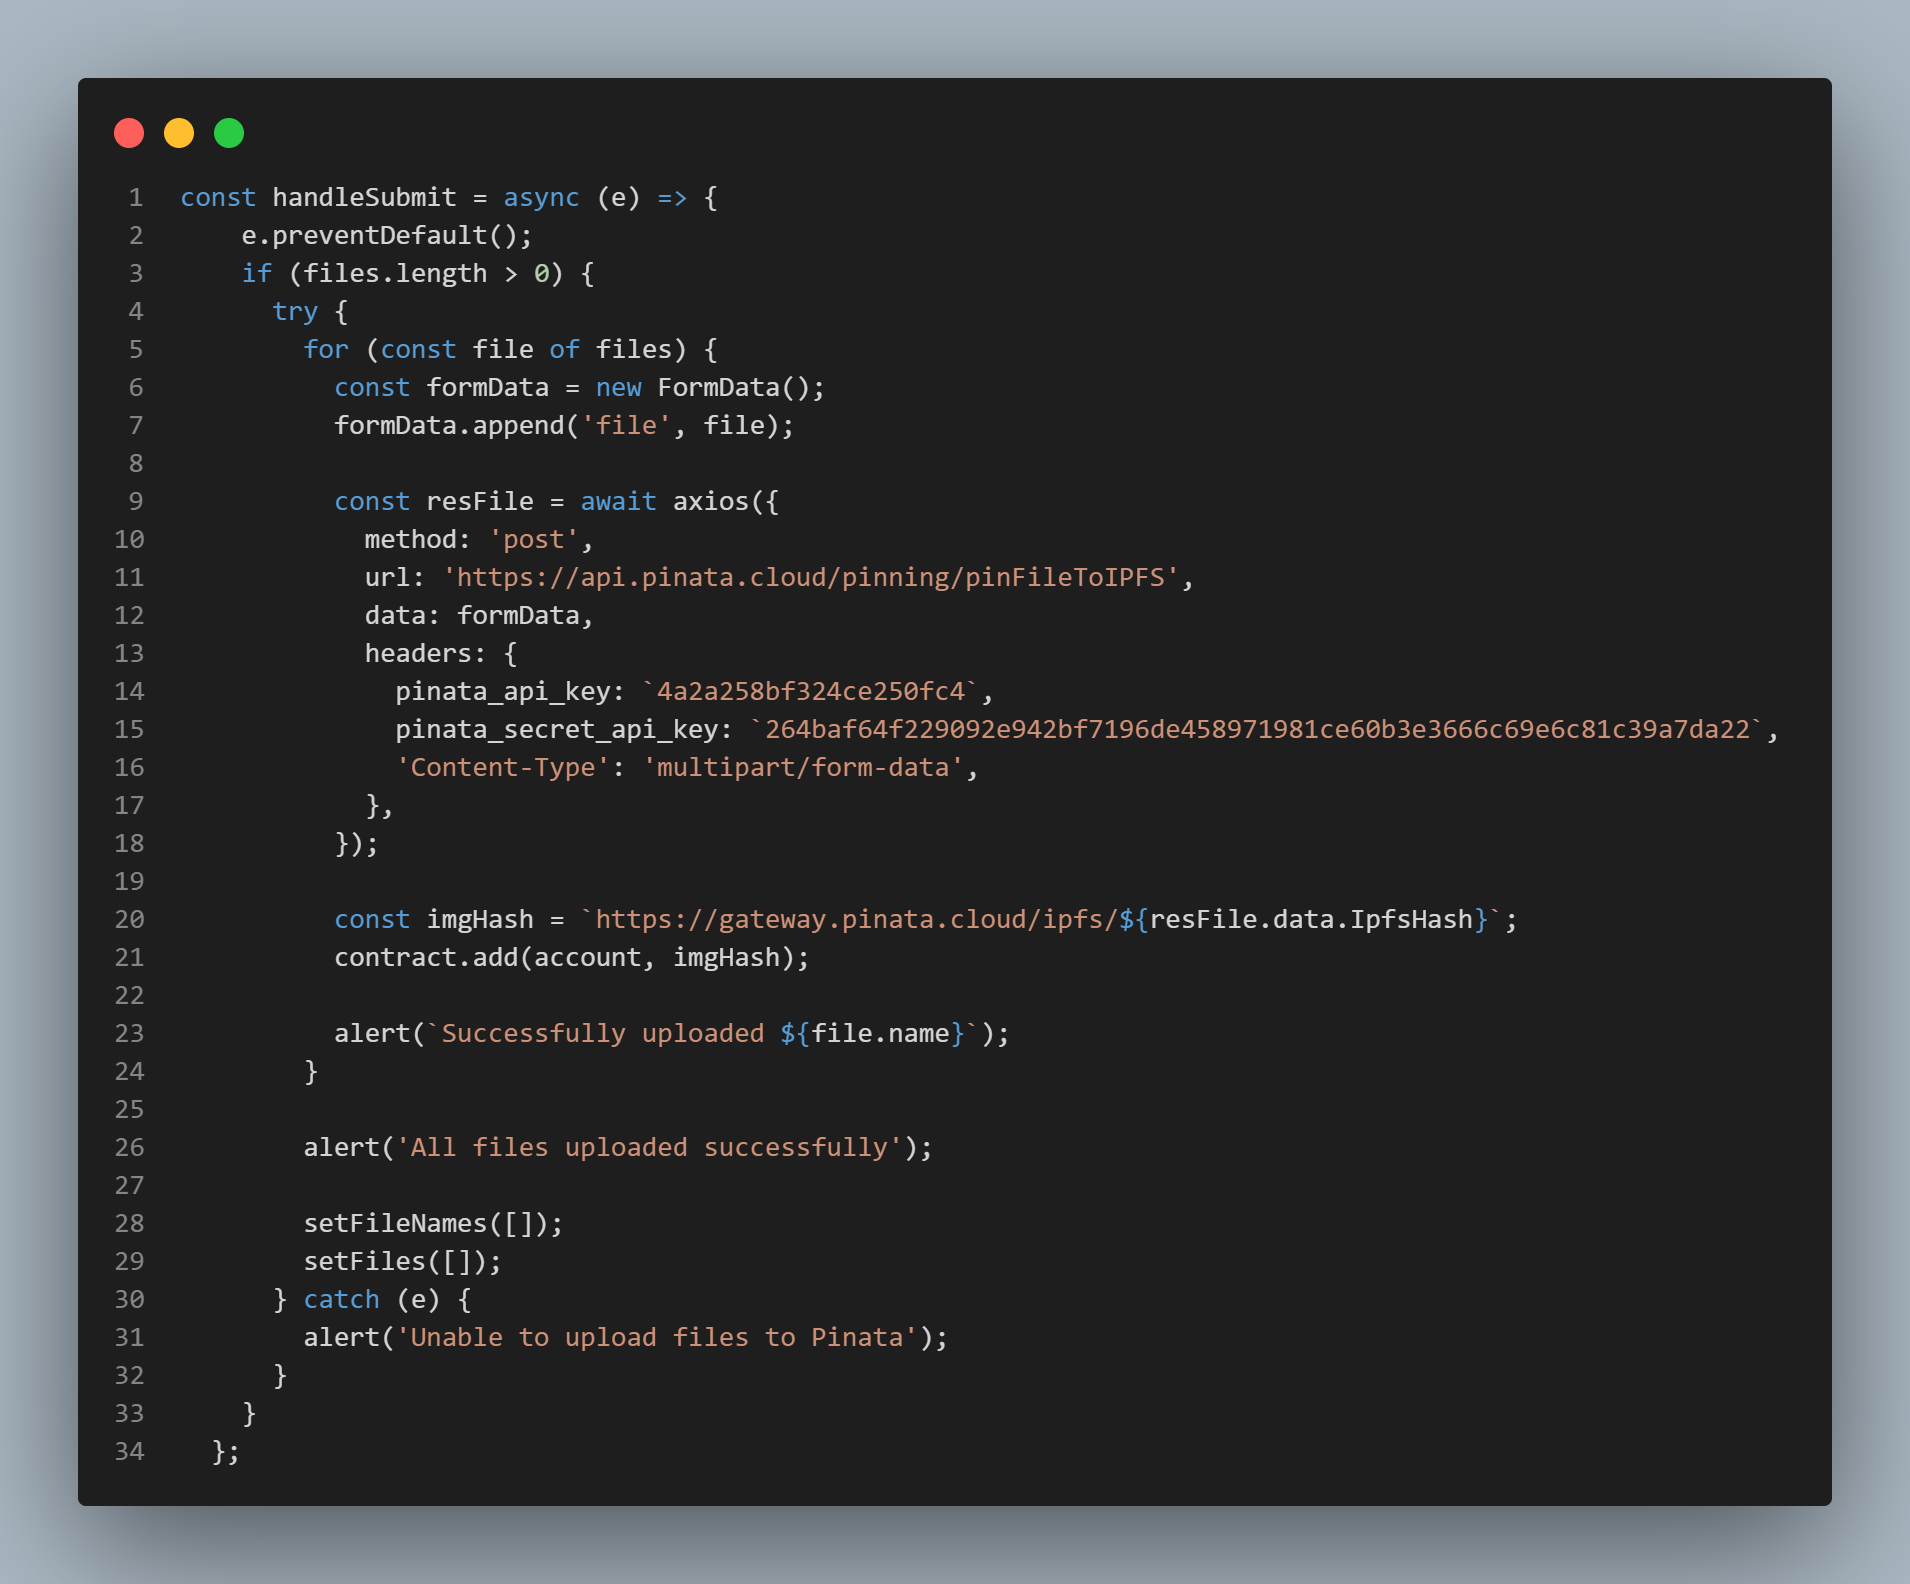 1 const handleSubmit = async (e) => {
2 e.preventDefault();
3 if (files.length > 0) {
4 try {
5 for (const file of files) {
6 const formData = new FormData();
7 formData.append('file', file);
8
9 const resFile = await axios({
10 method: 'post',
11 url: 'https://api.pinata.cloud/pinning/pinFileToIPFS',
12 data: formData,
13 headers: {
14 pinata_api_key: `4a2a258bf324ce250fc4`,
15 pinata_secret_api_key: `264baf64f229092e942bf7196de458971981ce60b3e3666c69e6c81c39a7da22`,
16 'Content-Type': 'multipart/form-data',
17 },
18 });
19
20 const imgHash = `https://gateway.pinata.cloud/ipfs/${resFile.data.IpfsHash}`;
21 contract.add(account, imgHash);
22
23 alert(`Successfully uploaded ${file.name}`);
24 }
25
26 alert('All files uploaded successfully');
27
28 setFileNames([]);
29 setFiles([]);
30 } catch (e) {
31 alert('Unable to upload files to Pinata');
32 }
33 }
34 };